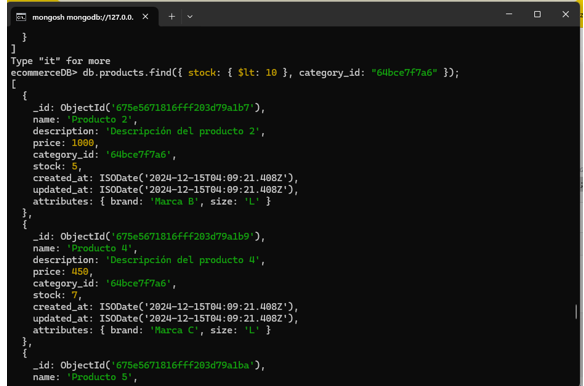 mongosh mongodb://127.0.0.
}
]
Type "it" for more
ecommerceDB> db.products.find({ stock: { $lt: 10 }, category_id: "64bce7f7a6" });
[
{
_id: ObjectId('675e5671816fff203d79a1b7'),
name: 'Producto 2',
description: 'Descripción del producto 2',
price: 1000,
category_id: '64bce7f7a6',
stock: 5,
created_at: ISODate('2024-12-15T04:09:21.408Z'),
updated_at: ISODate('2024-12-15T04:09:21.408Z'),
attributes: { brand: 'Marca B', size: 'L' }
},
{
_id: ObjectId('675e5671816fff203d79a1b9'),
name: 'Producto 4',
description: 'Descripción del producto 4',
price: 450,
category_id: '64bce7f7a6',
stock: 7,
created_at: ISODate('2024-12-15T04:09:21.408Z'),
updated_at: ISODate('2024-12-15T04:09:21.408Z'),
attributes: { brand: 'Marca C', size: 'L' }
},
{
_id: ObjectId('675e5671816fff203d79a1ba'),
name: 'Producto 5',